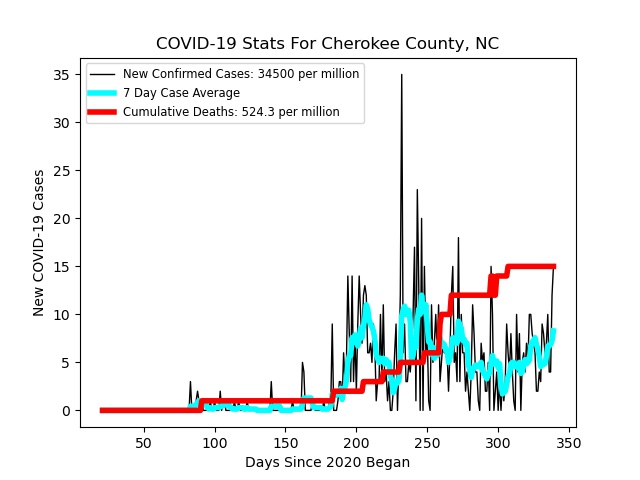 COVID-19 Stats For Cherokee County, NC
New Confirmed Cases: 34500 per million
7 Day Case Average
Cumulative Deaths: 524.3 per million
New COVID-19 Cases
35
30
25
20
15
10
5
0
50
100
150
200
250
300
350
Days Since 2020 Began